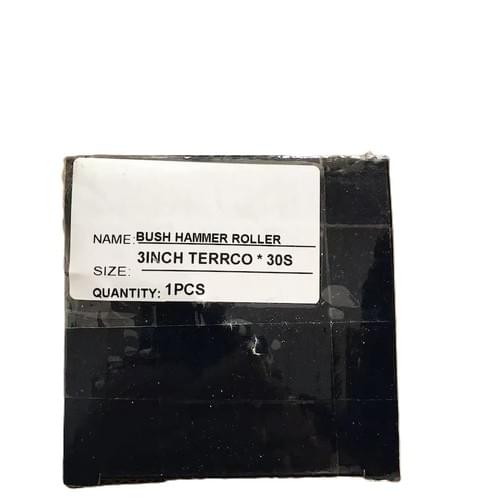 NAME: BUSH HAMMER ROLLER
SIZE: 3INCH TERRCO * 30S
QUANTITY: 1PCS